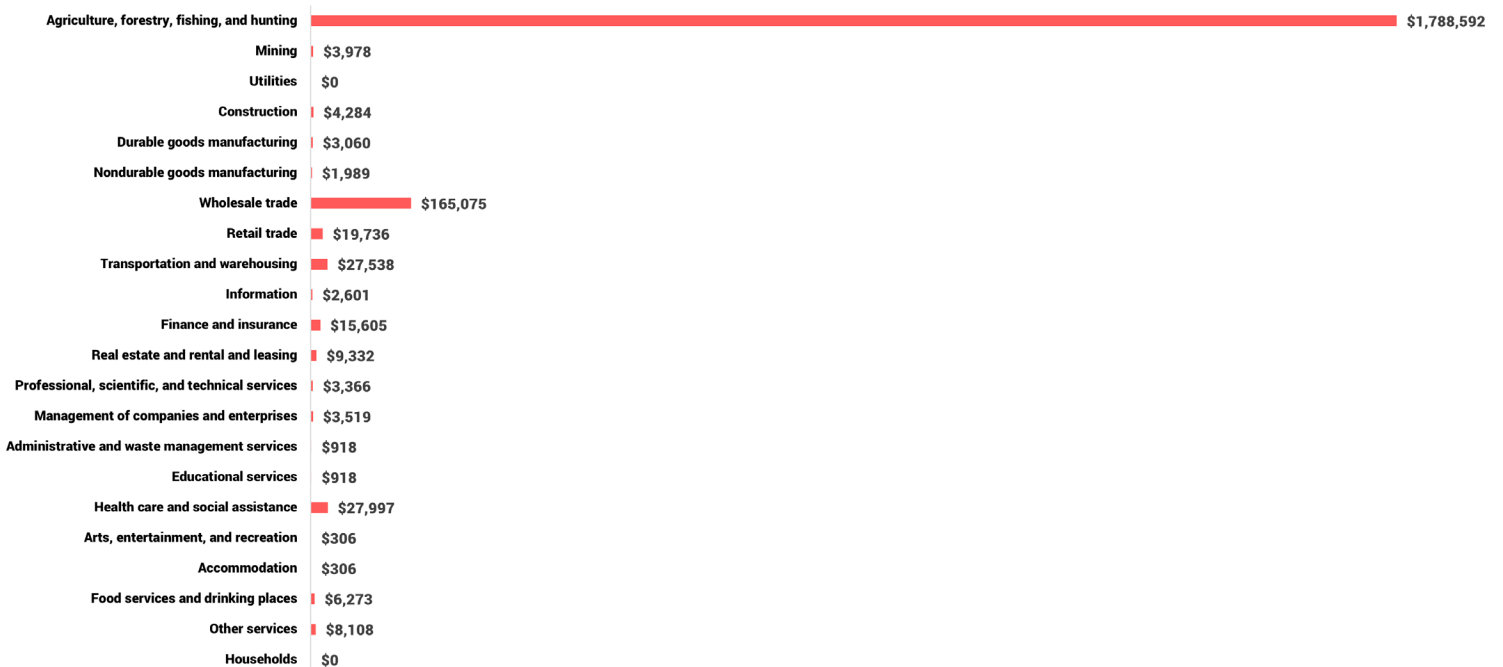 Agriculture, forestry, fishing, and hunting $1,788,592
Mining $3,978
Utilities $0
Construction $4,284
Durable goods manufacturing $3,060
Nondurable goods manufacturing $1,989
Wholesale trade $165,075
Retail trade $19,736
Transportation and warehousing $27,538
Information $2,601
Finance and insurance $15,605
Real estate and rental and leasing $9,332
Professional, scientific, and technical services $3,366
Management of companies and enterprises $3,519
Administrative and waste management services $918
Educational services $918
Health care and social assistance $27,997
Arts, entertainment, and recreation $306
Accommodation $306
Food services and drinking places $6,273
Other services $8,108
Households $0